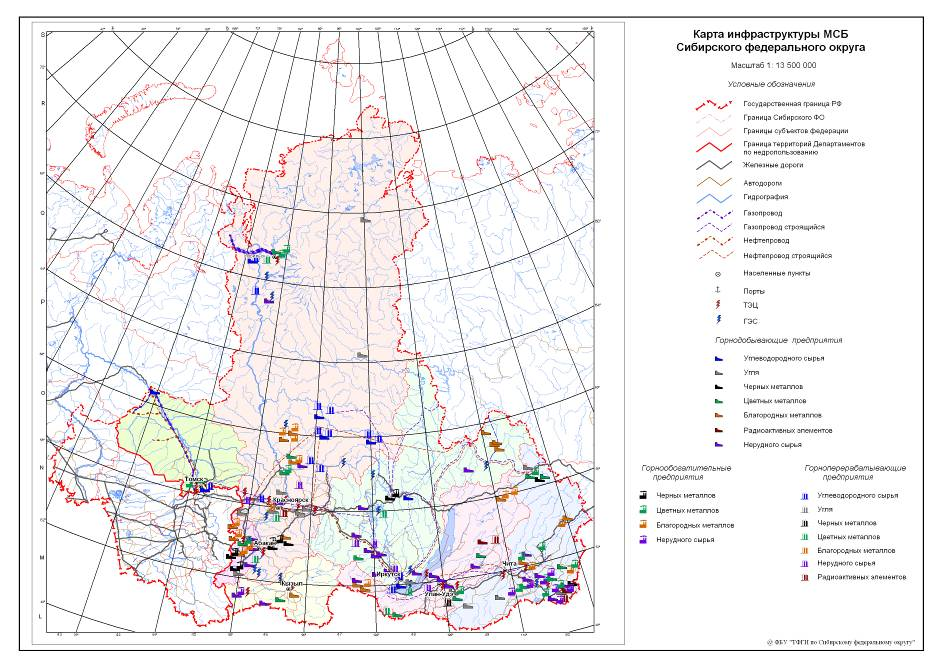 Карта инфраструктуры МСБ
Сибирского федерального округа
Масштаб 1: 13 500 000
Условные обозначения
Государственная граница РФ
Граница Сибирского ФО
Границы субъектов федерации
Граница территорий Департаментов
по недропользованию
Железные дороги
Автодороги
Гидрография
Газопровод
Газопровод строящийся
Нефтепровод
Нефтепровод строящийся
Населенные пункты
Порты
ТЭЦ
ГЭС
Горнодобывающие предприятия
Углеводородного сырья
Угля
Черных металлов
Цветных металлов
Благородных металлов
Радиоактивных элементов
Нерудного сырья
Горнообогатительные
предприятия
Черных металлов
Цветных металлов
Благородных металлов
Нерудного сырья
Горноперерабатывающие
предприятия
Углеводородного сырья
Угля
Черных металлов
Цветных металлов
Благородных металлов
Нерудного сырья
Радиоактивных элементов
Томск
Красноярск
Абакан
Кызыл
Иркутск
Улан-Удэ
Чита
@ ФБУ "ТФГИ по Сибирскому федеральному округу"